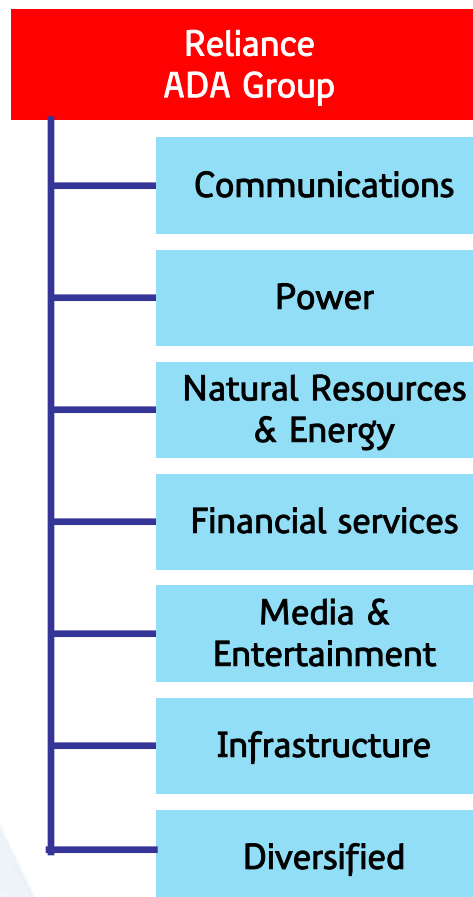 Reliance
ADA Group
Communications
Power
Natural Resources
& Energy
Financial services
Media &
Entertainment
Infrastructure
Diversified